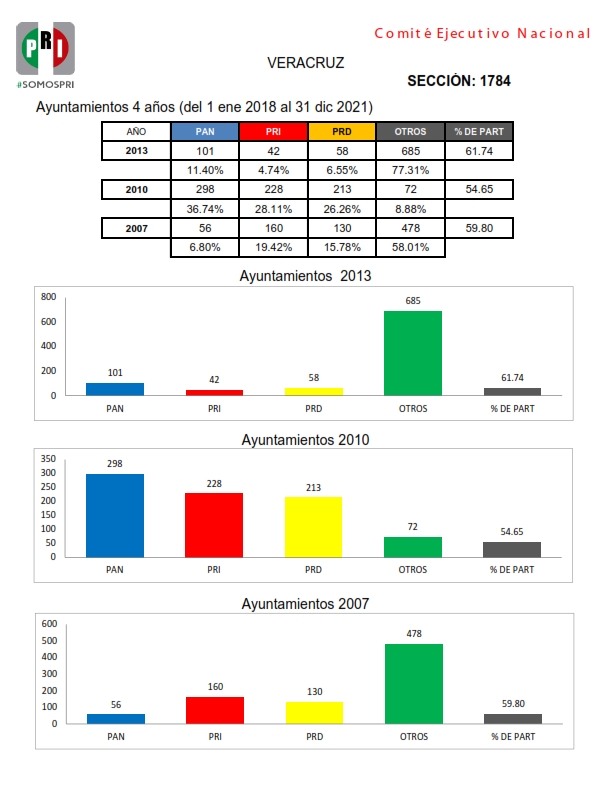 Comité Ejecutivo Nacional
PRI
#SOMOSPRI
VERACRUZ
SECCIÓN: 1784
Ayuntamientos 4 años (del 1 ene 2018 al 31 dic 2021)
AÑO PAN PRI PRD OTROS % DE PART
2013 101 42 58 685 61.74
11.40% 4.74% 6.55% 77.31%
2010 298 228 213 72 54.65
36.74% 28.11% 26.26% 8.88%
2007 56 160 130 478 59.80
6.80% 19.42% 15.78% 58.01%
Ayuntamientos 2013
800
600
400
200
0
101 42 58 685 61.74
PAN PRI PRD OTROS % DE PART
Ayuntamientos 2010
350
300
250
200
150
100
50
0
298 228 213 72 54.65
PAN PRI PRD OTROS % DE PART
Ayuntamientos 2007
600
500
400
300
200
100
0
56 160 130 478 59.80
PAN PRI PRD OTROS % DE PART